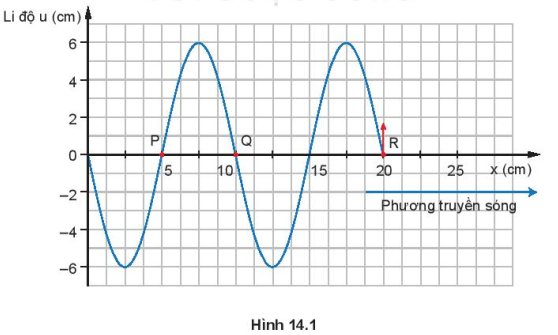 Li độ u (cm)
6
4
2
0
–2
–4
–6
P
Q
R
5
10
15
20
25
x (cm)
Phương truyền sóng
Hình 14.1